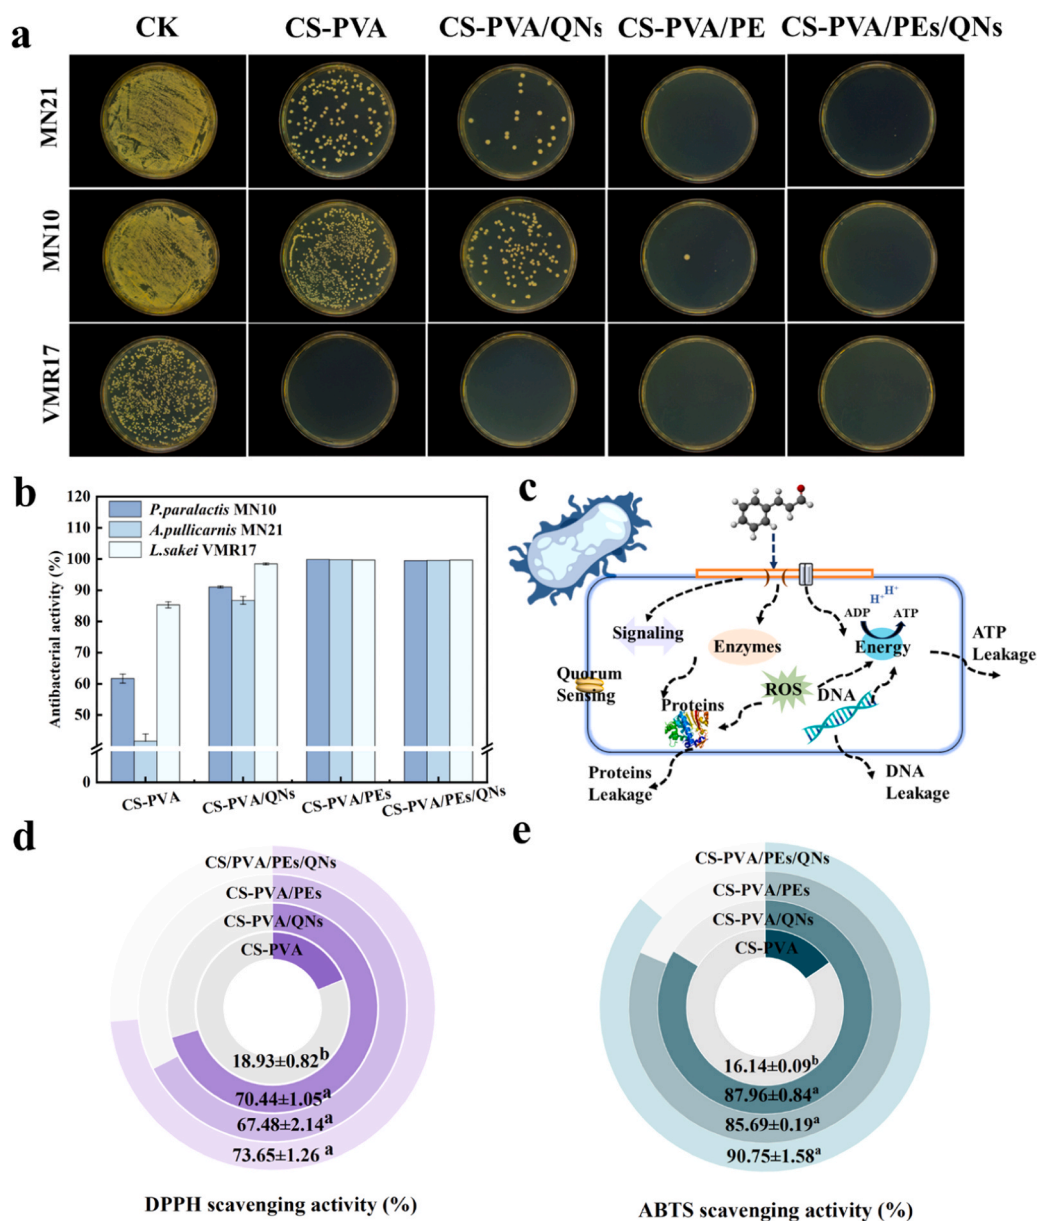 a
CK
CS-PVA
CS-PVA/QNs
CS-PVA/PE
CS-PVA/PEs/QNs
MN21
MN10
VMR17
b
120
110
100
90
80
70
60
50
0
Antibacterial activity (%)
P.paralactis MN10
A.pullicarnis MN21
L.sakei VMR17
CS-PVA
CS-PVA/QNs
CS-PVA/PEs
CS-PVA/PEs/QNs
c
Signaling
Enzymes
H⁺
H⁺
ADP
ATP
Energy
ATP
Leakage
Quorum
Sensing
ROS
DNA
Proteins
Proteins
Leakage
DNA
Leakage
d
CS/PVA/PEs/QNs
CS-PVA/PEs
CS-PVA/QNs
CS-PVA
18.93±0.82b
70.44±1.05a
67.48±2.14a
73.65±1.26 a
DPPH scavenging activity (%)
e
CS-PVA/PEs/QNs
CS-PVA/PEs
CS-PVA/QNs
CS-PVA
16.14±0.09b
87.96±0.84a
85.69±0.19a
90.75±1.58a
ABTS scavenging activity (%)